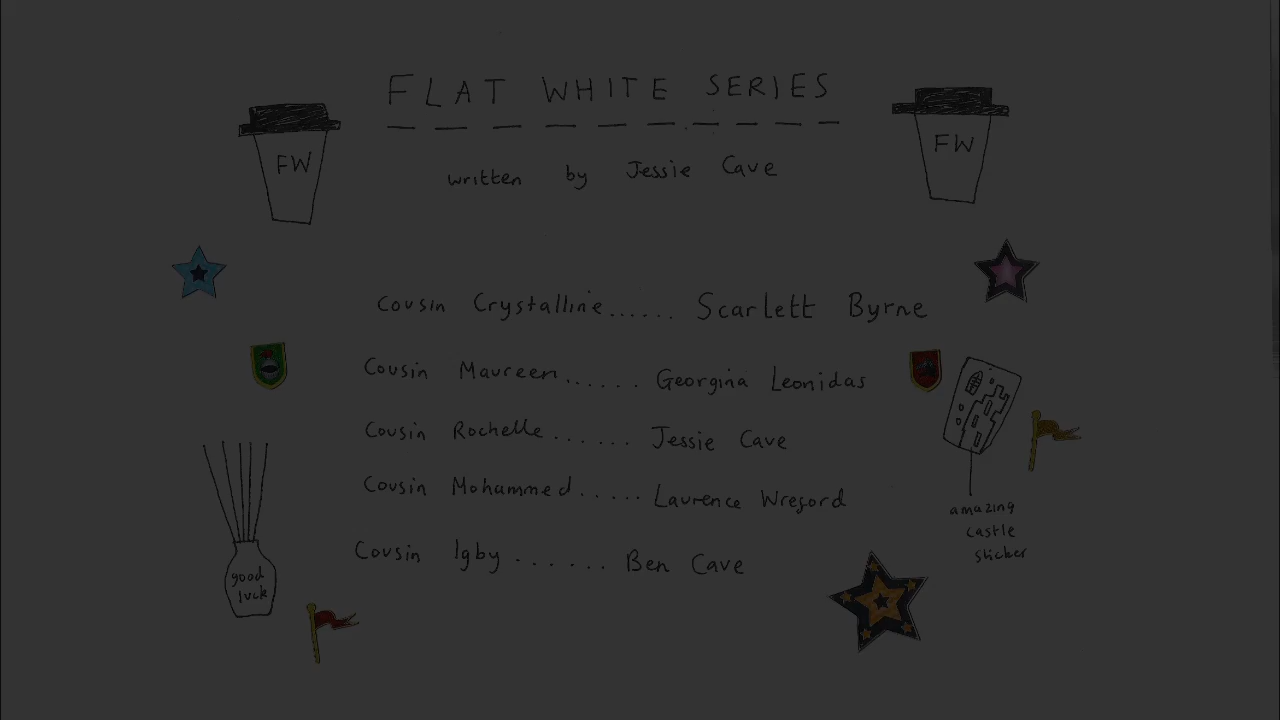 FLAT WHITE SERIES
FW
FW
written by Jessie Cave
Cousin Crystalline...... Scarlett Byrne
Cousin Maureen....... Georgina Leonidas
Cousin Rochelle....... Jessie Cave
Cousin Mohammed..... Laurence Wreford
Cousin Igby....... Ben Cave
amazing
castle
sticker
good
luck